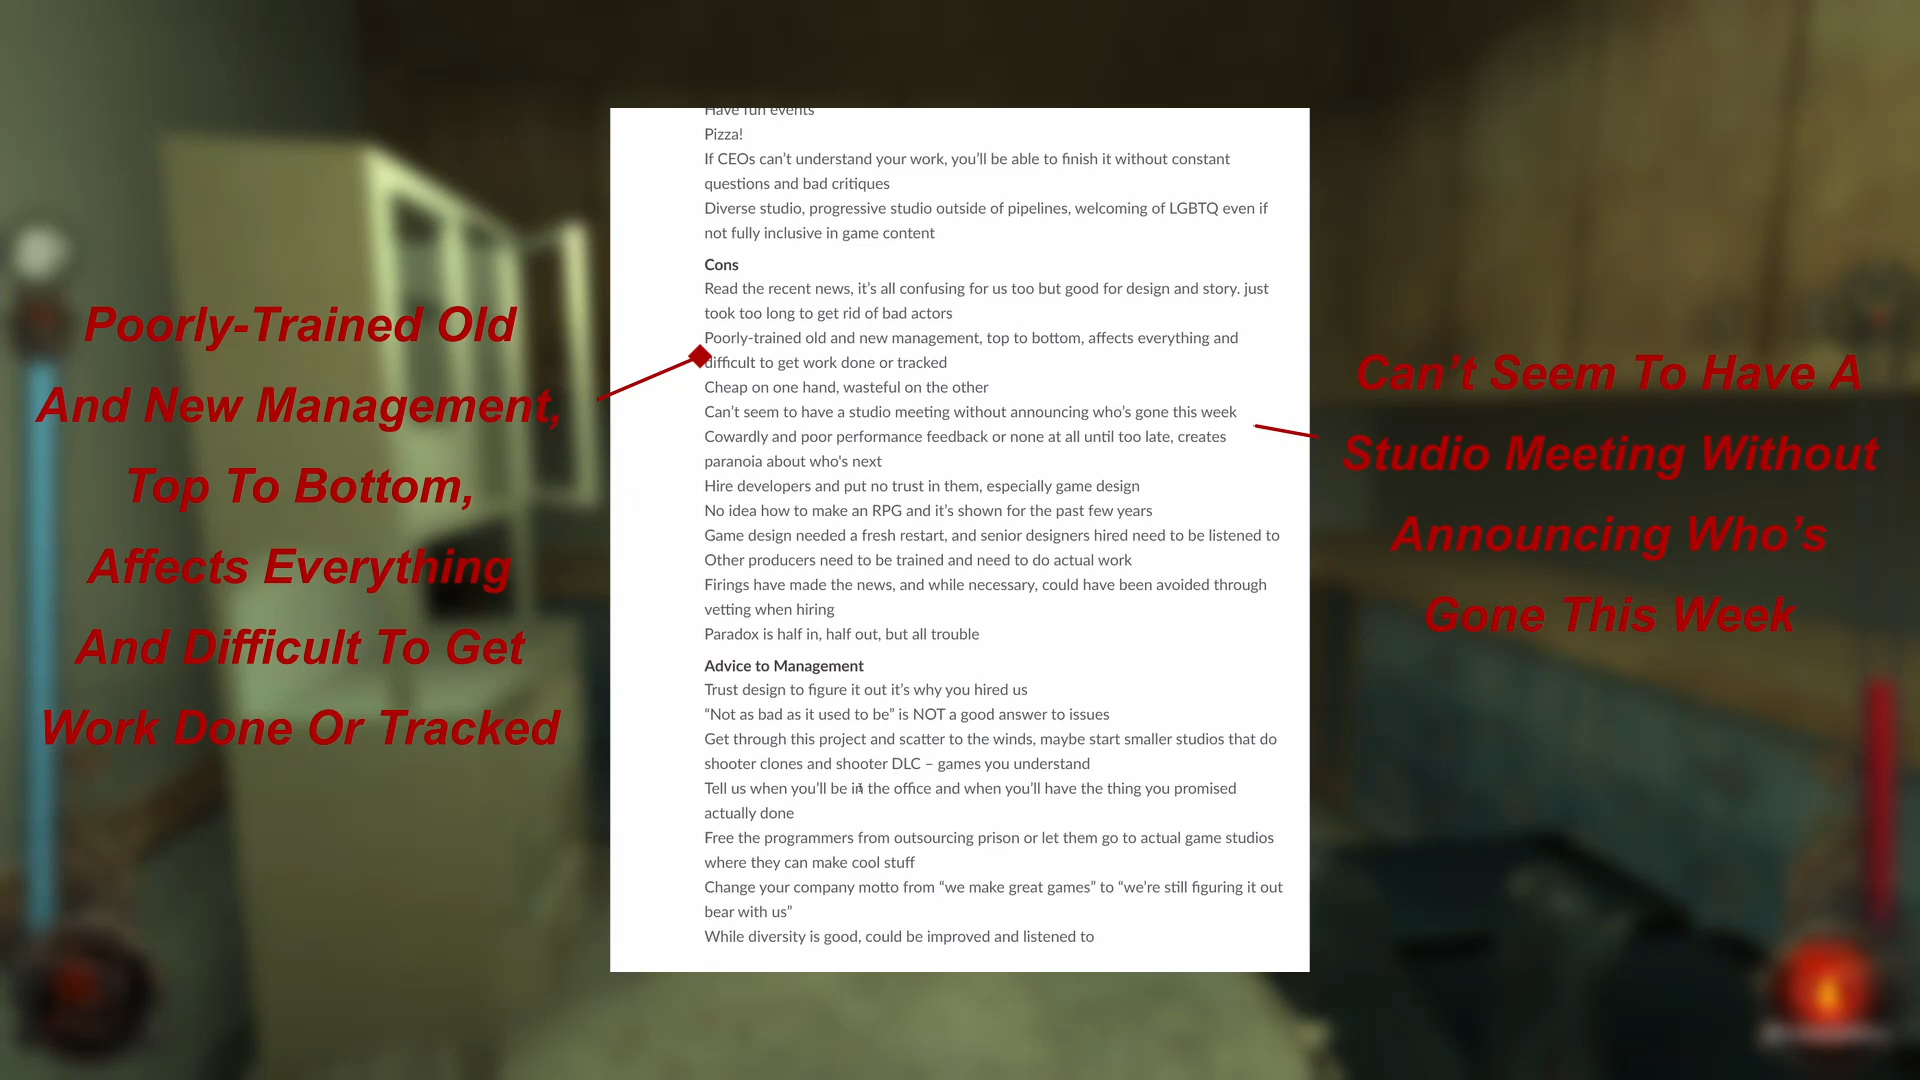 Poorly-Trained Old
And New Management,
Top To Bottom,
Affects Everything
And Difficult To Get
Work Done Or Tracked
Have fun events
Pizza!
If CEOs can’t understand your work, you’ll be able to finish it without constant
questions and bad critiques
Diverse studio, progressive studio outside of pipelines, welcoming of LGBTQ even if
not fully inclusive in game content
Cons
Read the recent news, it’s all confusing for us too but good for design and story. just
took too long to get rid of bad actors
Poorly-trained old and new management, top to bottom, affects everything and
difficult to get work done or tracked
Cheap on one hand, wasteful on the other
Can’t seem to have a studio meeting without announcing who’s gone this week
Cowardly and poor performance feedback or none at all until too late, creates
paranoia about who's next
Hire developers and put no trust in them, especially game design
No idea how to make an RPG and it’s shown for the past few years
Game design needed a fresh restart, and senior designers hired need to be listened to
Other producers need to be trained and need to do actual work
Firings have made the news, and while necessary, could have been avoided through
vetting when hiring
Paradox is half in, half out, but all trouble
Advice to Management
Trust design to figure it out it’s why you hired us
“Not as bad as it used to be” is NOT a good answer to issues
Get through this project and scatter to the winds, maybe start smaller studios that do
shooter clones and shooter DLC – games you understand
Tell us when you’ll be in the office and when you’ll have the thing you promised
actually done
Free the programmers from outsourcing prison or let them go to actual game studios
where they can make cool stuff
Change your company motto from “we make great games” to “we’re still figuring it out
bear with us”
While diversity is good, could be improved and listened to
Can’t Seem To Have A
Studio Meeting Without
Announcing Who’s
Gone This Week